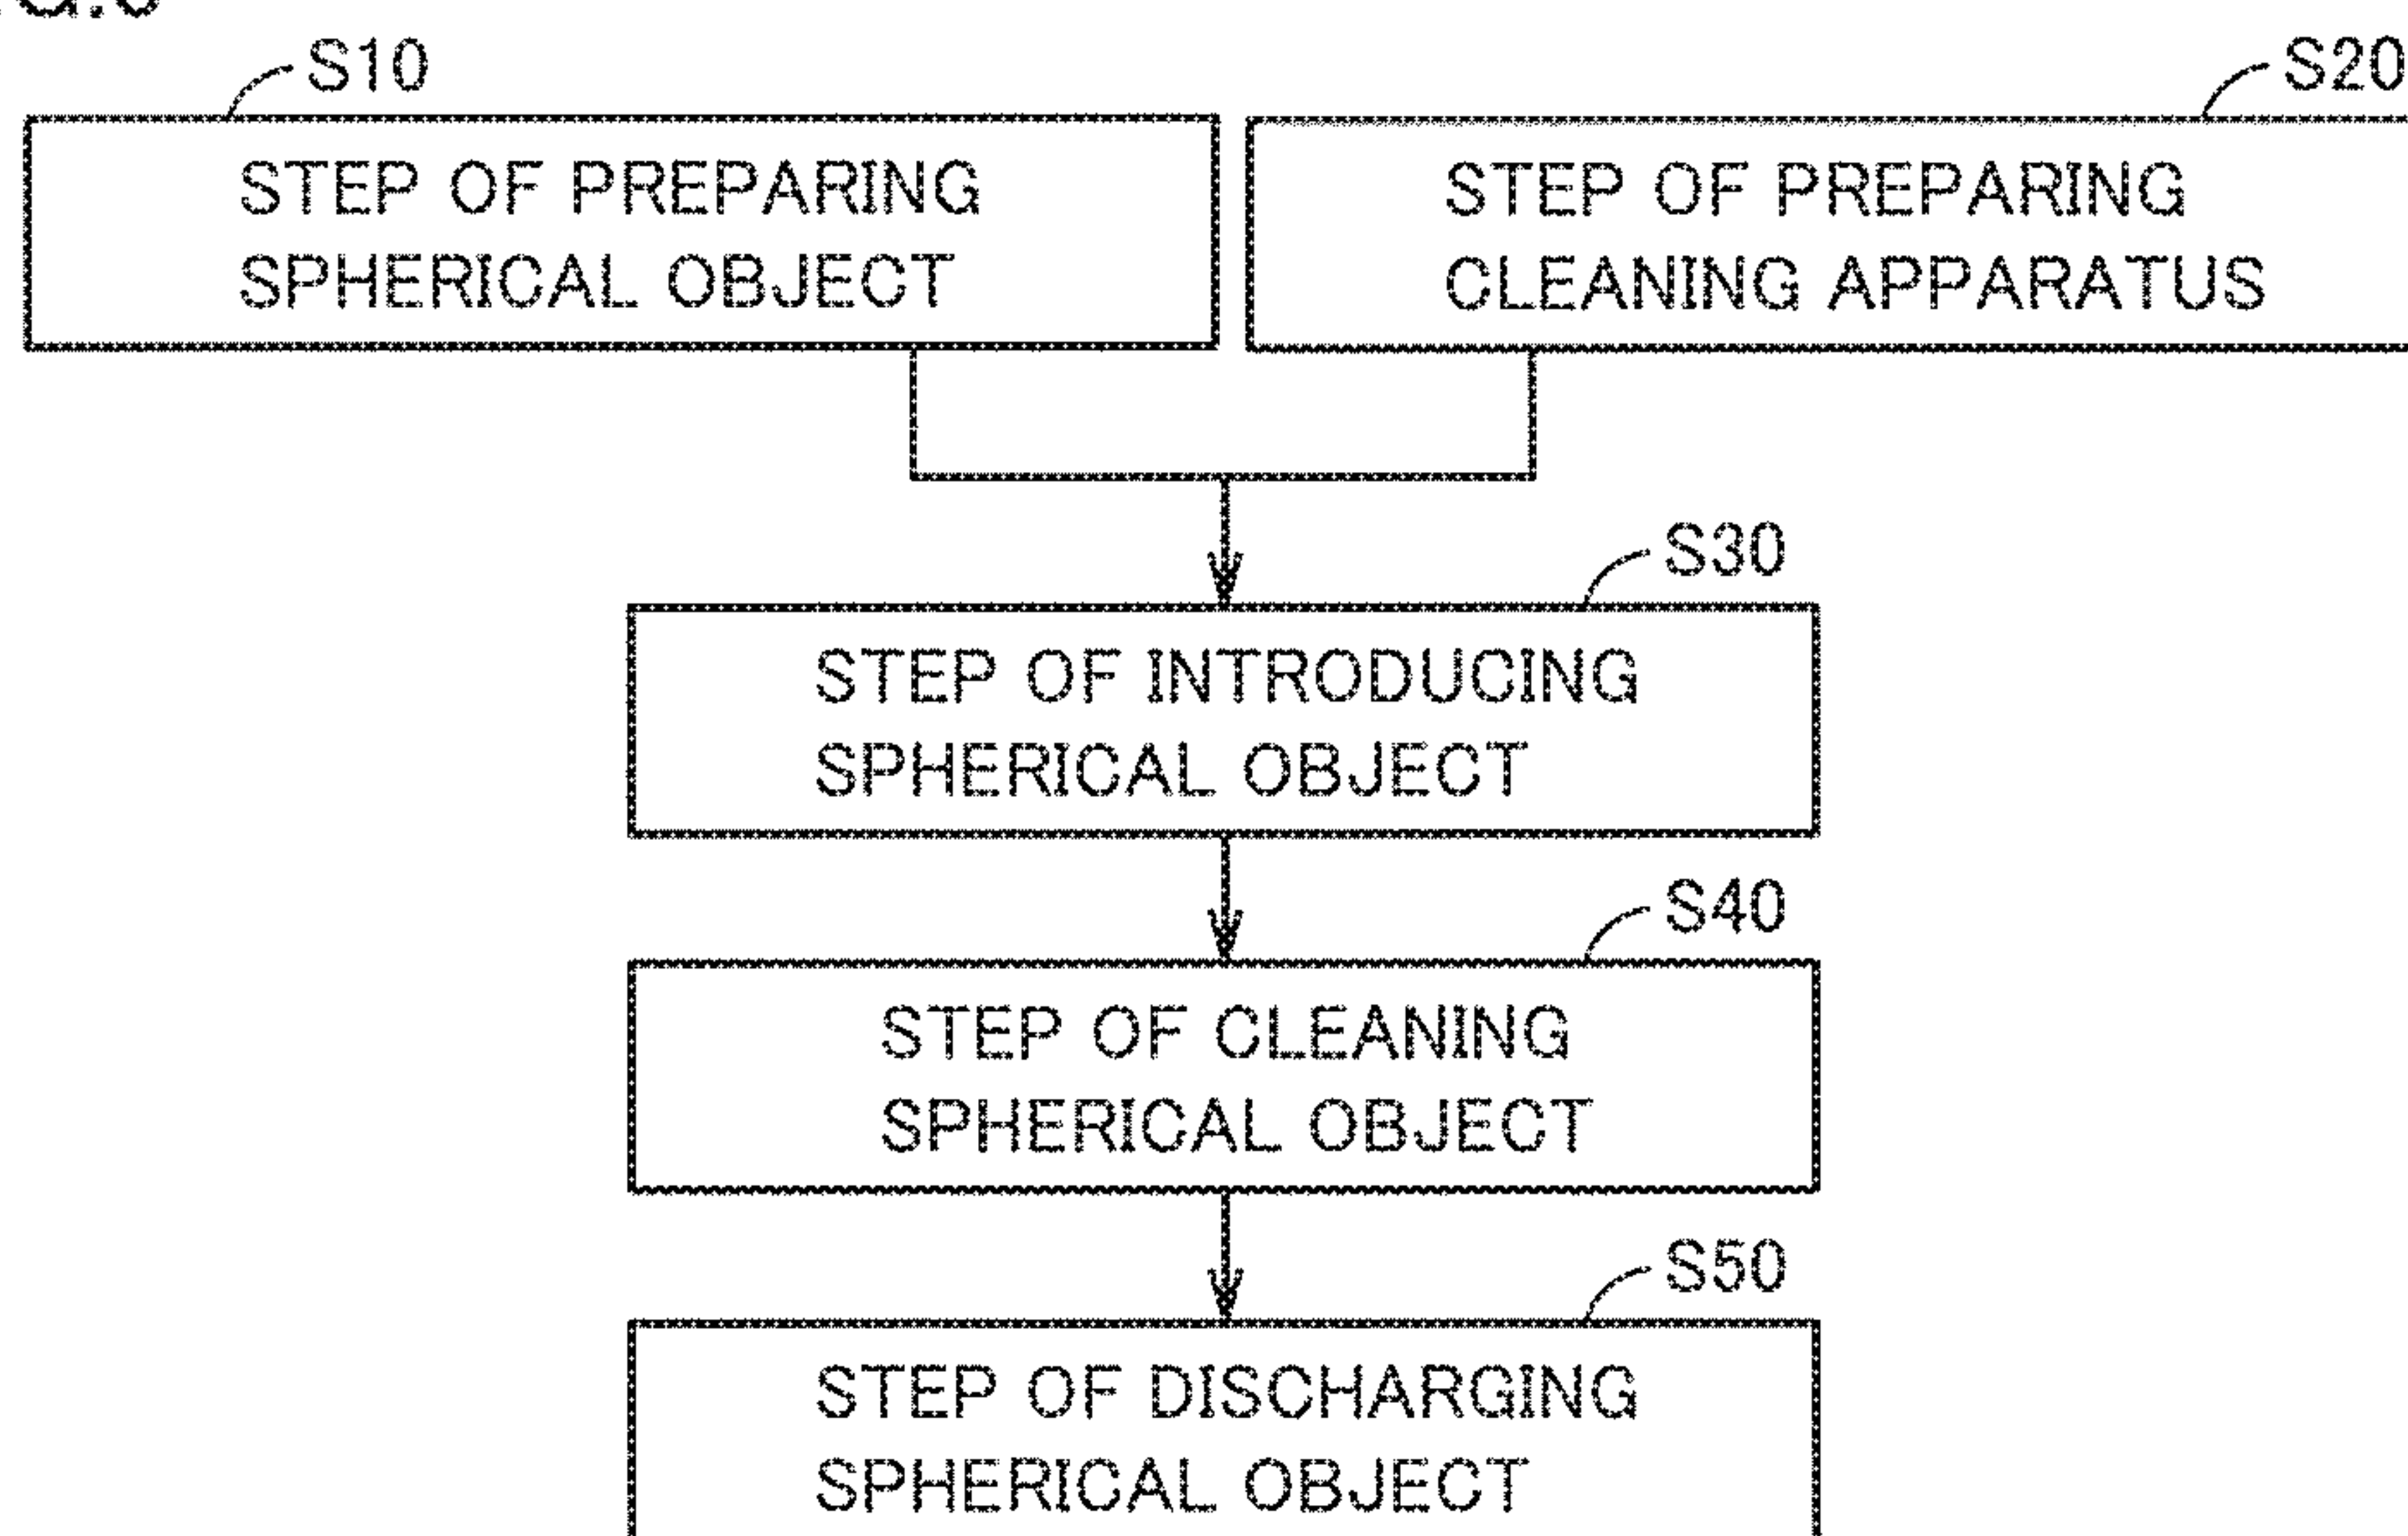 S10
S20
STEP OF PREPARING
SPHERICAL OBJECT
STEP OF PREPARING
CLEANING APPARATUS
S30
STEP OF INTRODUCING
SPHERICAL OBJECT
S40
STEP OF CLEANING
SPHERICAL OBJECT
S50
STEP OF DISCHARGING
SPHERICAL OBJECT